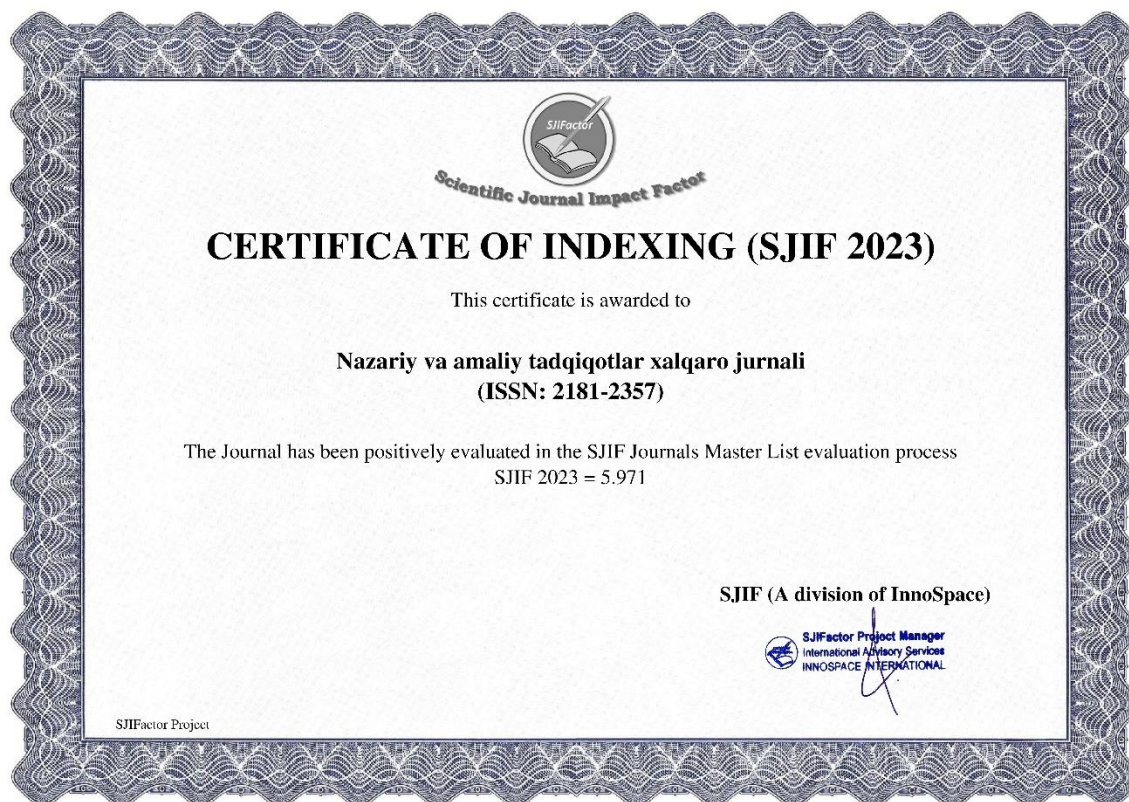 SJIFactor
Scientific Journal Impact Factor
CERTIFICATE OF INDEXING (SJIF 2023)
This certificate is awarded to
Nazariy va amaliy tadqiqotlar xalqaro jurnali
(ISSN: 2181-2357)
The Journal has been positively evaluated in the SJIF Journals Master List evaluation process
SJIF 2023 = 5.971
SJIF (A division of InnoSpace)
SJIFactor Project Manager
International Advisory Services
INNOSPACE INTERNATIONAL
SJIFactor Project